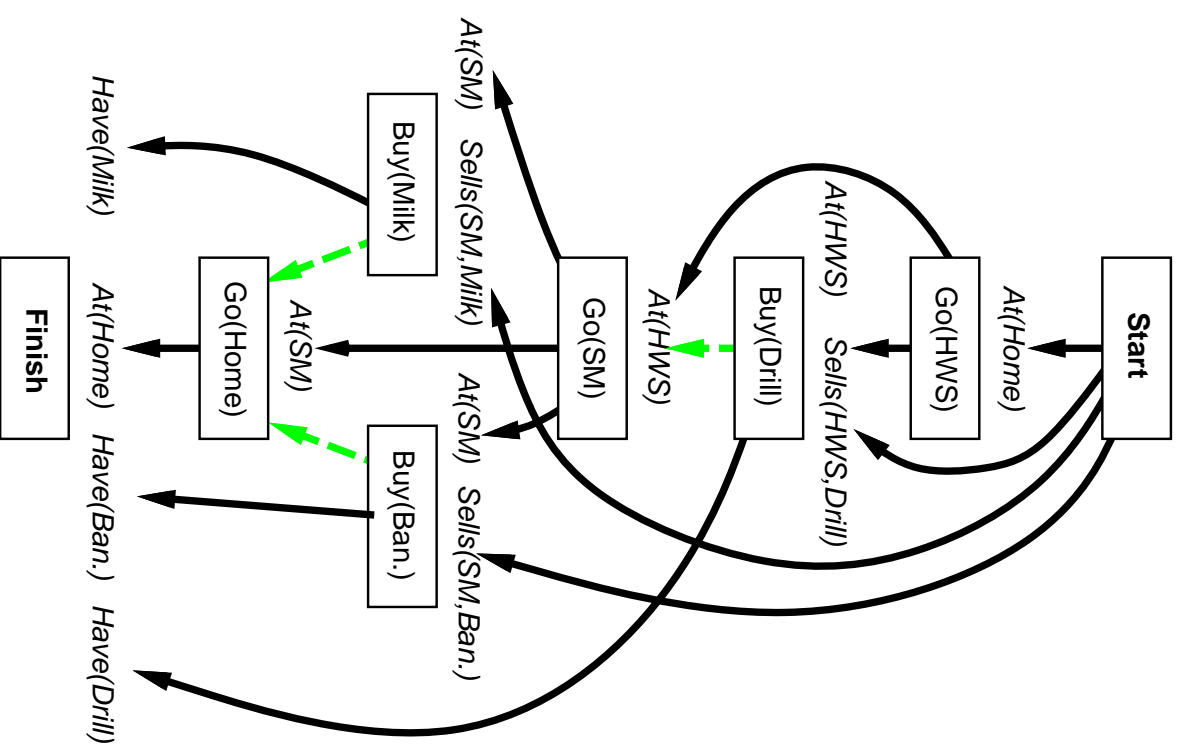 Start
At(Home)
Go(HWS)
At(HWS) Sells(HWS,Drill)
Buy(Drill)
At(HWS)
Go(SM)
At(SM) Sells(SM,Milk) At(SM) Sells(SM,Ban.)
Buy(Milk) Buy(Ban.)
At(SM)
Go(Home)
Have(Milk) At(Home) Have(Ban.) Have(Drill)
Finish